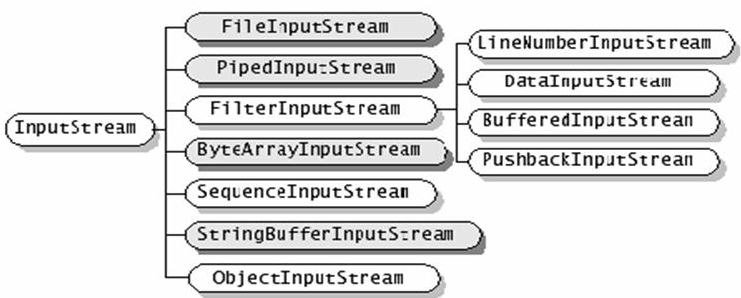 FileInputStream
LineNumberInputStream
PipedInputStream
DataInputStream
FilterInputStream
InputStream
BufferedInputStream
ByteArrayInputStream
PushbackInputStream
SequenceInputStream
StringBufferInputStream
ObjectInputStream